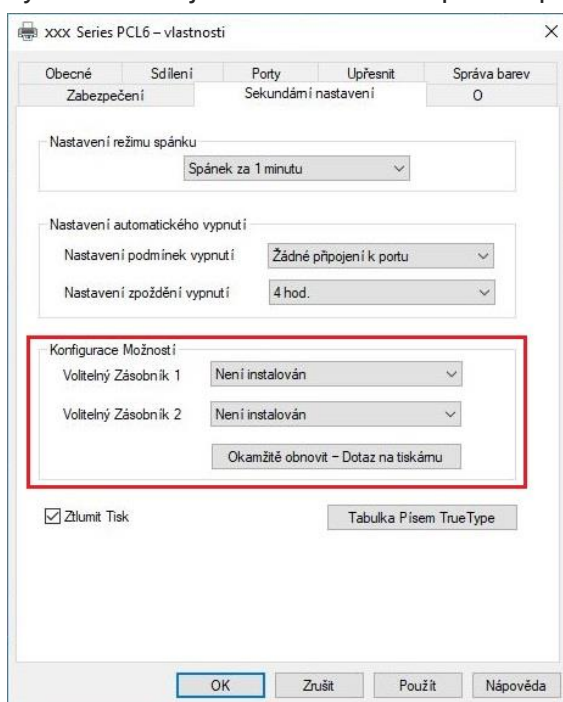 xxx Series PCL6 – vlastnosti
Obecné Sdílení Porty Upřesnit Správa barev
Zabezpečení Sekundární nastavení O
Nastavení režimu spánku
Spánek za 1 minutu
Nastavení automatického vypnutí
Nastavení podmínek vypnutí Žádné připojení k portu
Nastavení zpoždění vypnutí 4 hod.
Konfigurace Možností
Volitelný Zásobník 1 Není instalován
Volitelný Zásobník 2 Není instalován
Okamžitě obnovit – Dotaz na tiskárnu
Ztlumit Tisk Tabulka Písem TrueType
OK Zrušit Použít Nápověda